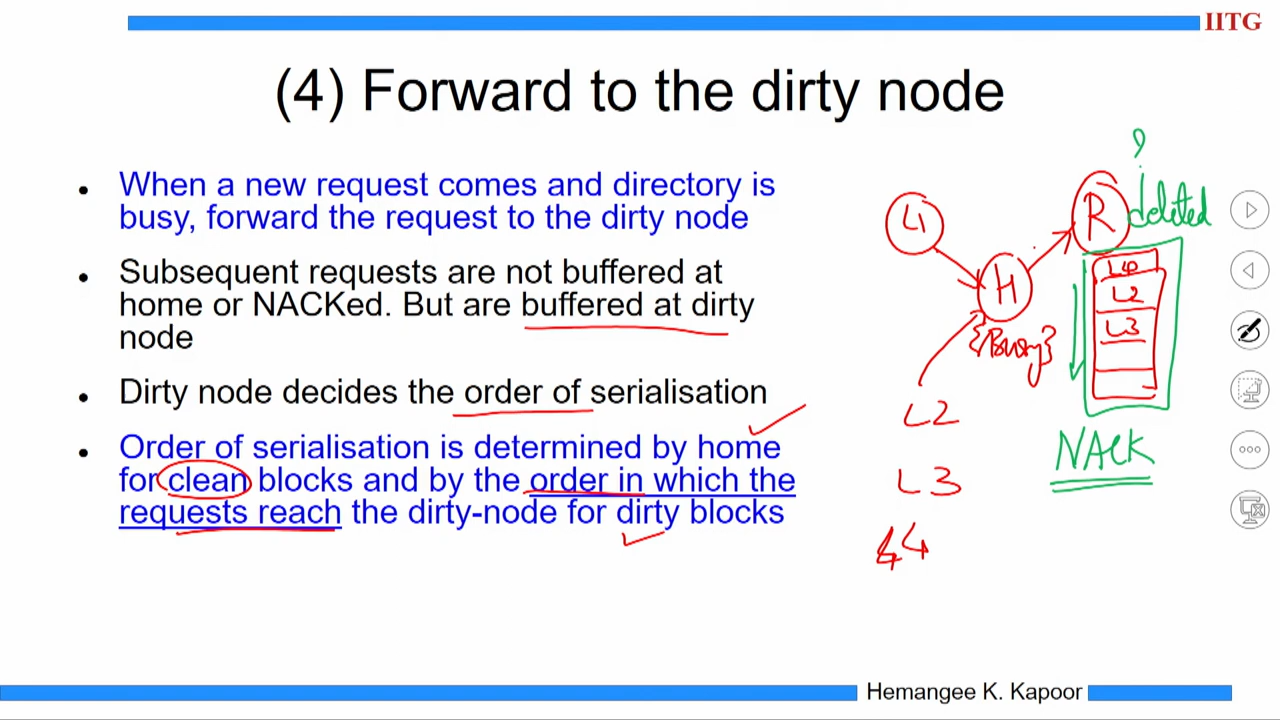 IITG
(4) Forward to the dirty node
● When a new request comes and directory is
busy, forward the request to the dirty node
● Subsequent requests are not buffered at
home or NACKed. But are buffered at dirty
node
● Dirty node decides the order of serialisation
● Order of serialisation is determined by home
for clean blocks and by the order in which the
requests reach the dirty-node for dirty blocks
?
L1
R
deleted
H
{Busy}
L4
L2
L3
L2
L3
L4
NACK
Hemangee K. Kapoor